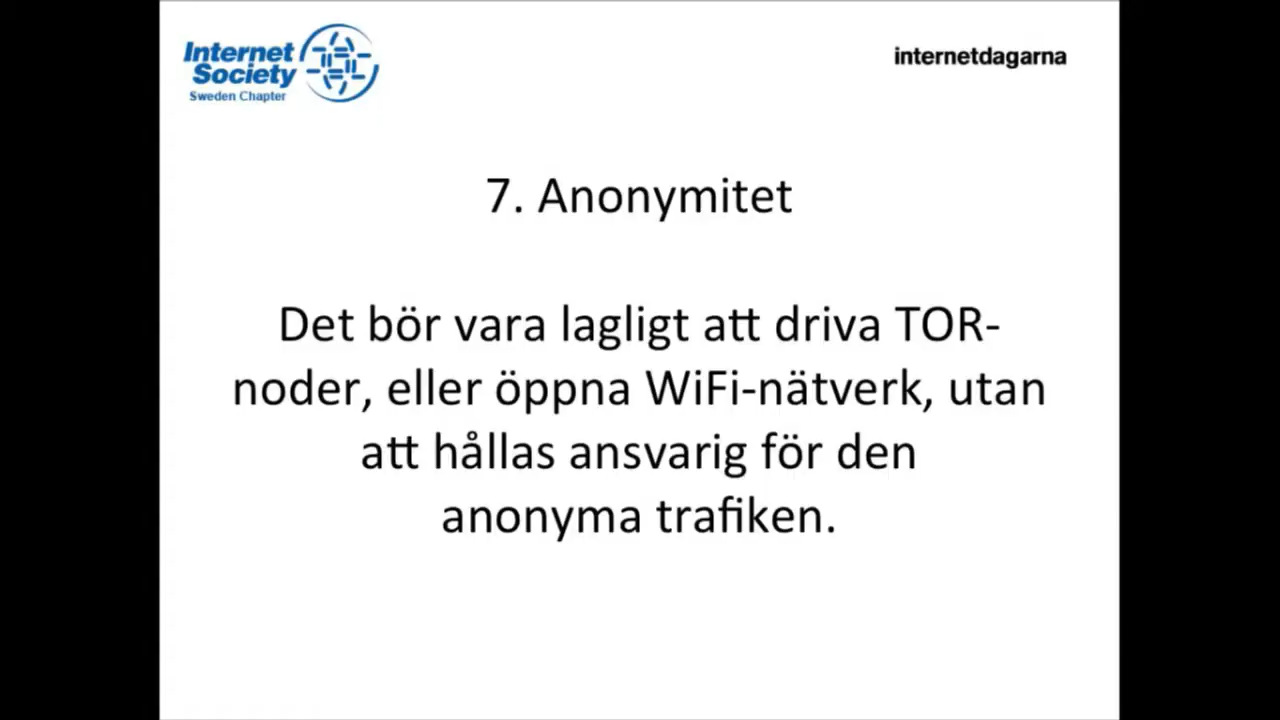 Internet
Society
Sweden Chapter
internetdagarna
7. Anonymitet
Det bör vara lagligt att driva TOR-
noder, eller öppna WiFi-nätverk, utan
att hållas ansvarig för den
anonyma trafiken.